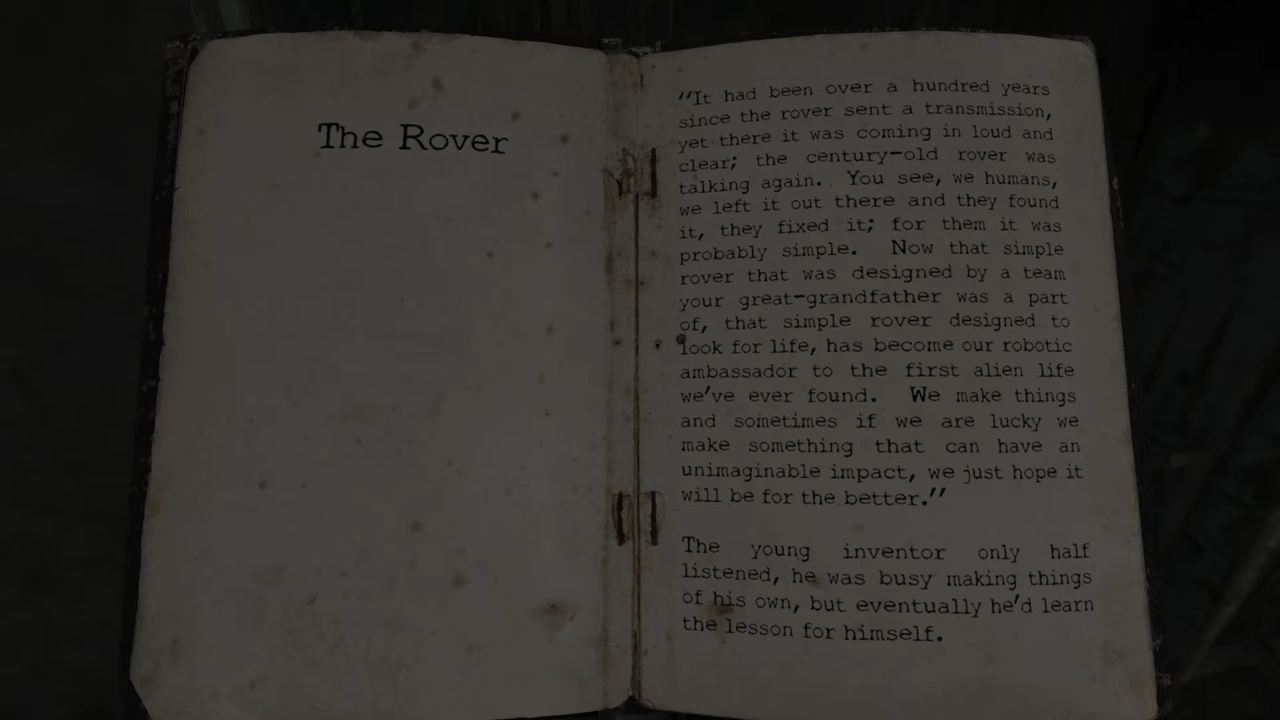 The Rover
"It had been over a hundred years
since the rover sent a transmission,
yet there it was coming in loud and
clear; the century-old rover was
talking again. You see, we humans,
we left it out there and they found
it, they fixed it; for them it was
probably simple. Now that simple
rover that was designed by a team
your great-grandfather was a part
of, that simple rover designed to
look for life, has become our robotic
ambassador to the first alien life
we've ever found. We make things
and sometimes if we are lucky we
make something that can have an
unimaginable impact, we just hope it
will be for the better."
The young inventor only half
listened, he was busy making things
of his own, but eventually he'd learn
the lesson for himself.